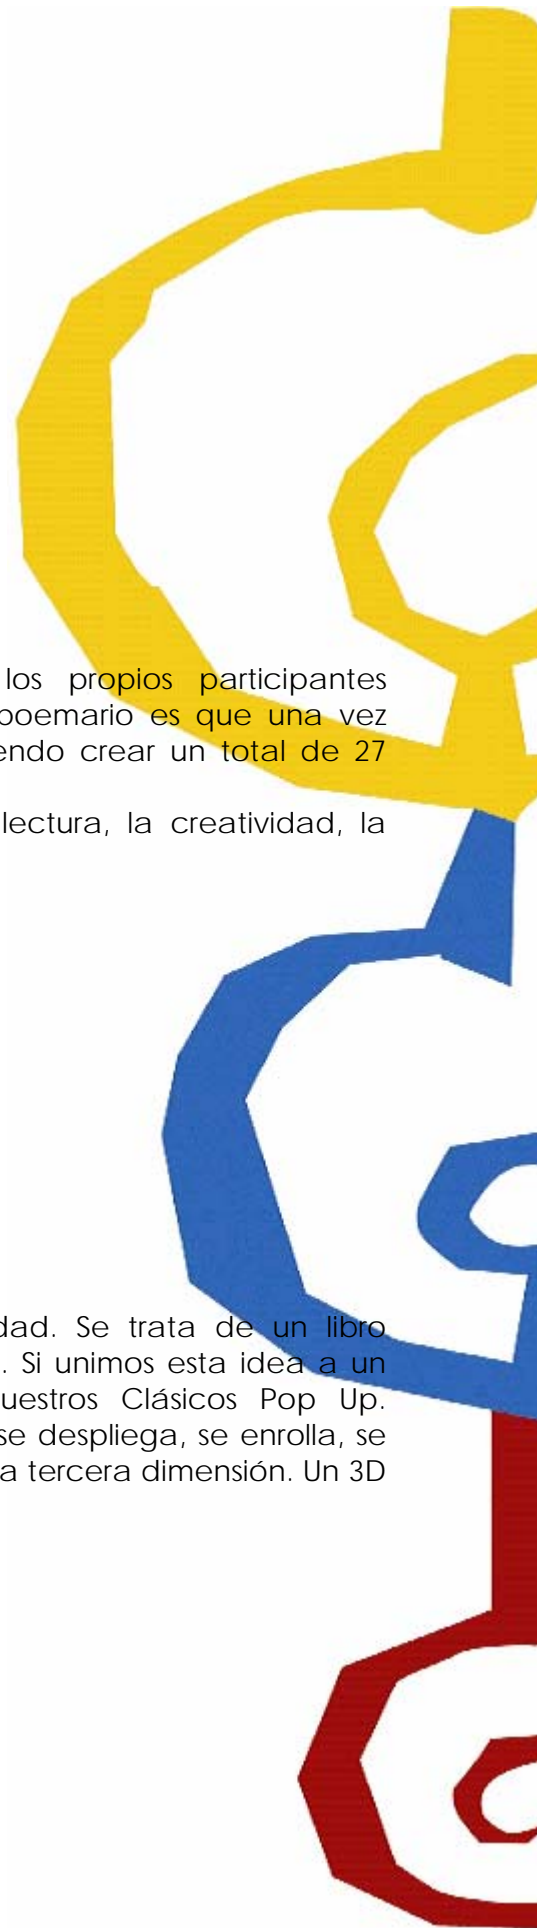 los propios participantes
poemario es que una vez
endo crear un total de 27
lectura, la creatividad, la
dad. Se trata de un libro
. Si unimos esta idea a un
uestros Clásicos Pop Up.
se despliega, se enrolla, se
a tercera dimensión. Un 3D